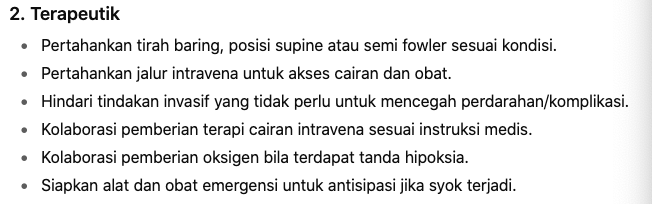 2. Terapeutik
• Pertahankan tirah baring, posisi supine atau semi fowler sesuai kondisi.
• Pertahankan jalur intravena untuk akses cairan dan obat.
• Hindari tindakan invasif yang tidak perlu untuk mencegah perdarahan/komplikasi.
• Kolaborasi pemberian terapi cairan intravena sesuai instruksi medis.
• Kolaborasi pemberian oksigen bila terdapat tanda hipoksia.
• Siapkan alat dan obat emergensi untuk antisipasi jika syok terjadi.